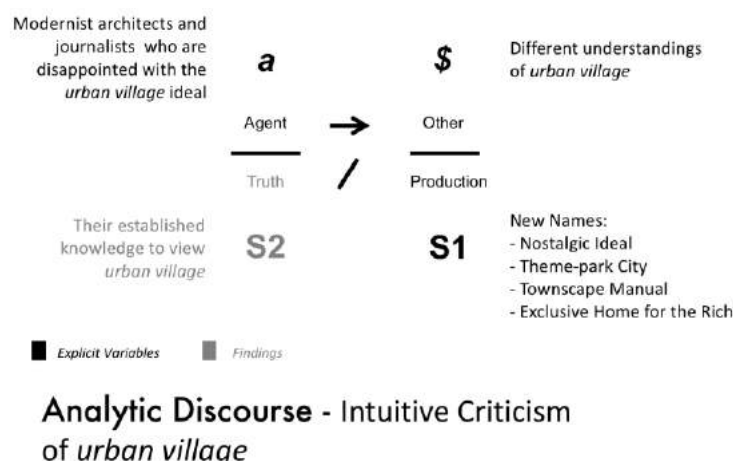 Modernist architects and
journalists who are
disappointed with the
urban village ideal
a
$
Different understandings
of urban village
Agent
→
Other
Truth
/
Production
Their established
knowledge to view
urban village
S2
S1
New Names:
- Nostalgic Ideal
- Theme-park City
- Townscape Manual
- Exclusive Home for the Rich
Explicit Variables
Findings
Analytic Discourse - Intuitive Criticism
of urban village